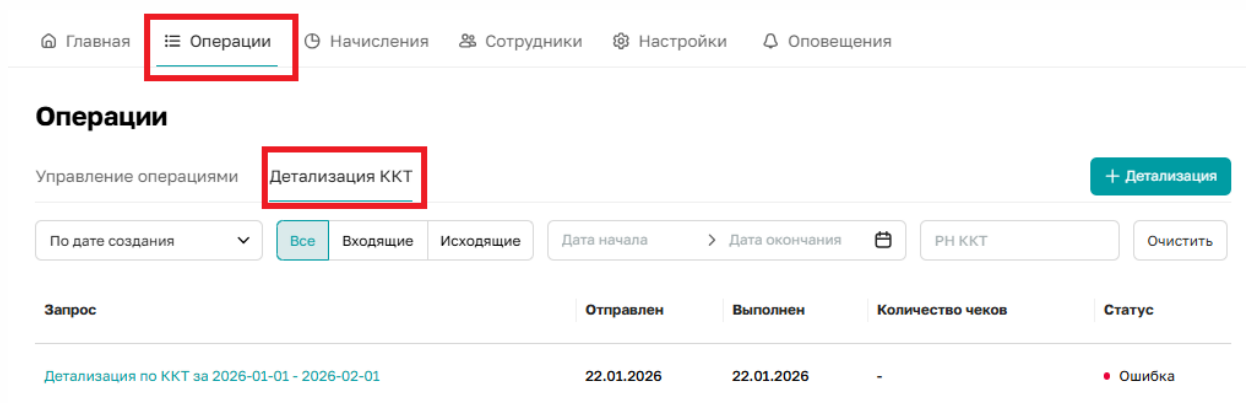 Главная Операции Начисления Сотрудники Настройки Оповещения
Операции
Управление операциями Детализация ККТ + Детализация
По дате создания Все Входящие Исходящие Дата начала > Дата окончания РН ККТ Очистить
Запрос Отправлен Выполнен Количество чеков Статус
Детализация по ККТ за 2026-01-01 - 2026-02-01 22.01.2026 22.01.2026 - Ошибка